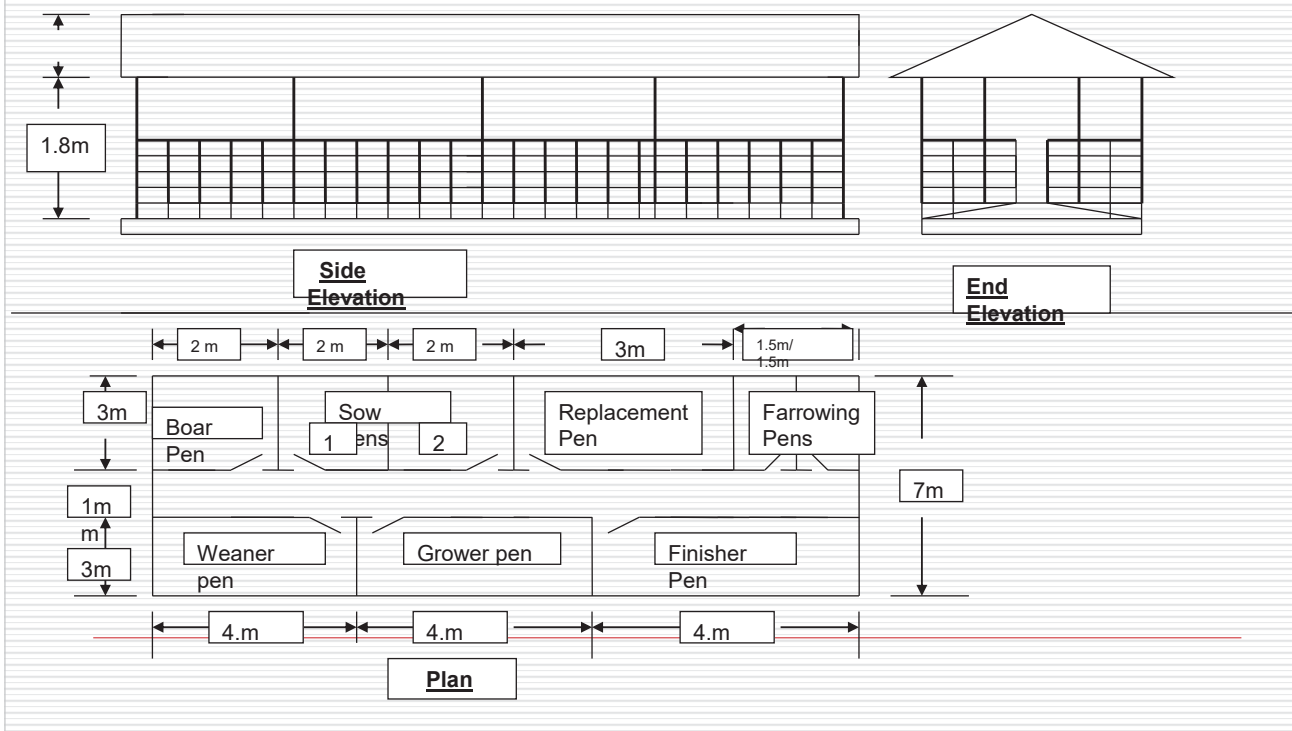 1.8m
Side
Elevation
End
Elevation
2 m
2 m
2 m
3m
1.5m/
1.5m
3m
Boar
Pen
Sow
ens
1
2
Replacement
Pen
Farrowing
Pens
1m
m
7m
3m
Weaner
pen
Grower pen
Finisher
Pen
4.m
4.m
4.m
Plan